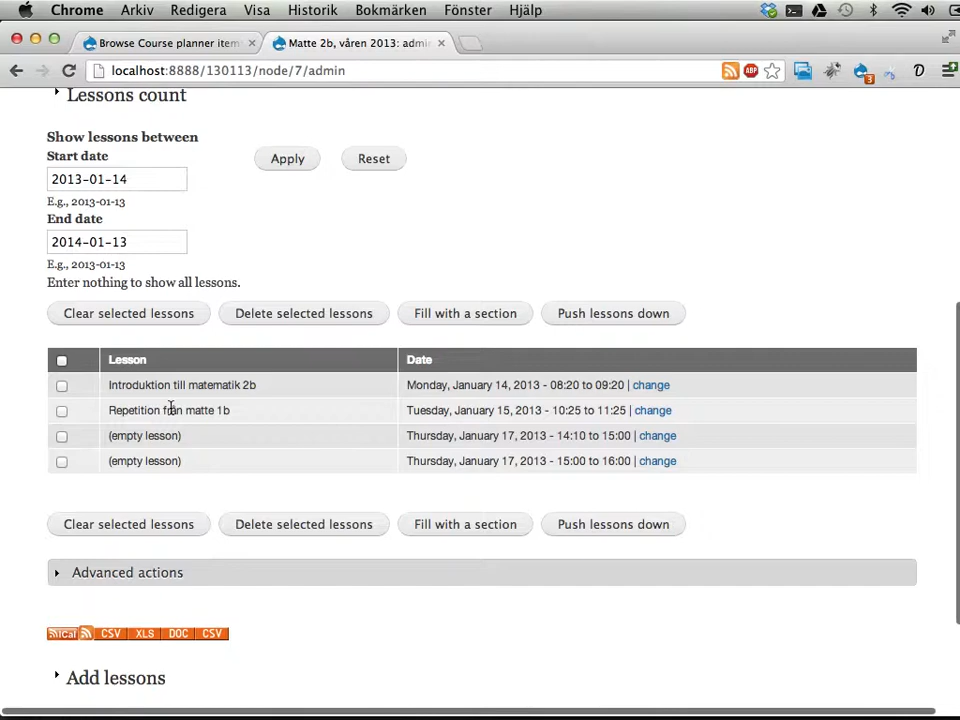 Chrome Arkiv Redigera Visa Historik Bokmärken Fönster Hjälp
Browse Course planner item × Matte 2b, våren 2013: admi ×
localhost:8888/130113/node/7/admin ABP 3 D
Lessons count
Show lessons between
Start date
Apply Reset
2013-01-14
E.g., 2013-01-13
End date
2014-01-13
E.g., 2013-01-13
Enter nothing to show all lessons.
Clear selected lessons Delete selected lessons Fill with a section Push lessons down
Lesson Date
Introduktion till matematik 2b Monday, January 14, 2013 - 08:20 to 09:20 | change
Repetition från matte 1b Tuesday, January 15, 2013 - 10:25 to 11:25 | change
(empty lesson) Thursday, January 17, 2013 - 14:10 to 15:00 | change
(empty lesson) Thursday, January 17, 2013 - 15:00 to 16:00 | change
Clear selected lessons Delete selected lessons Fill with a section Push lessons down
Advanced actions
iCal CSV XLS DOC CSV
Add lessons